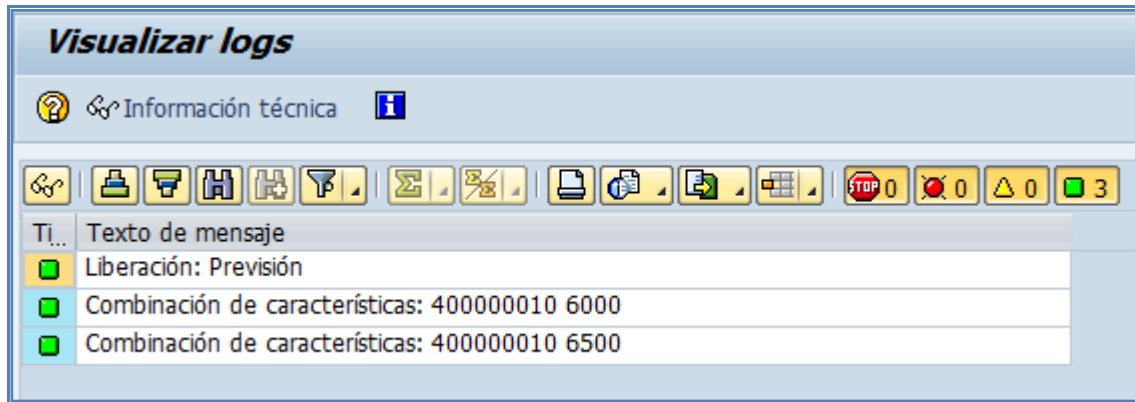 Visualizar logs
Información técnica
STOP 0 0 0 3
Ti... Texto de mensaje
Liberación: Previsión
Combinación de características: 400000010 6000
Combinación de características: 400000010 6500